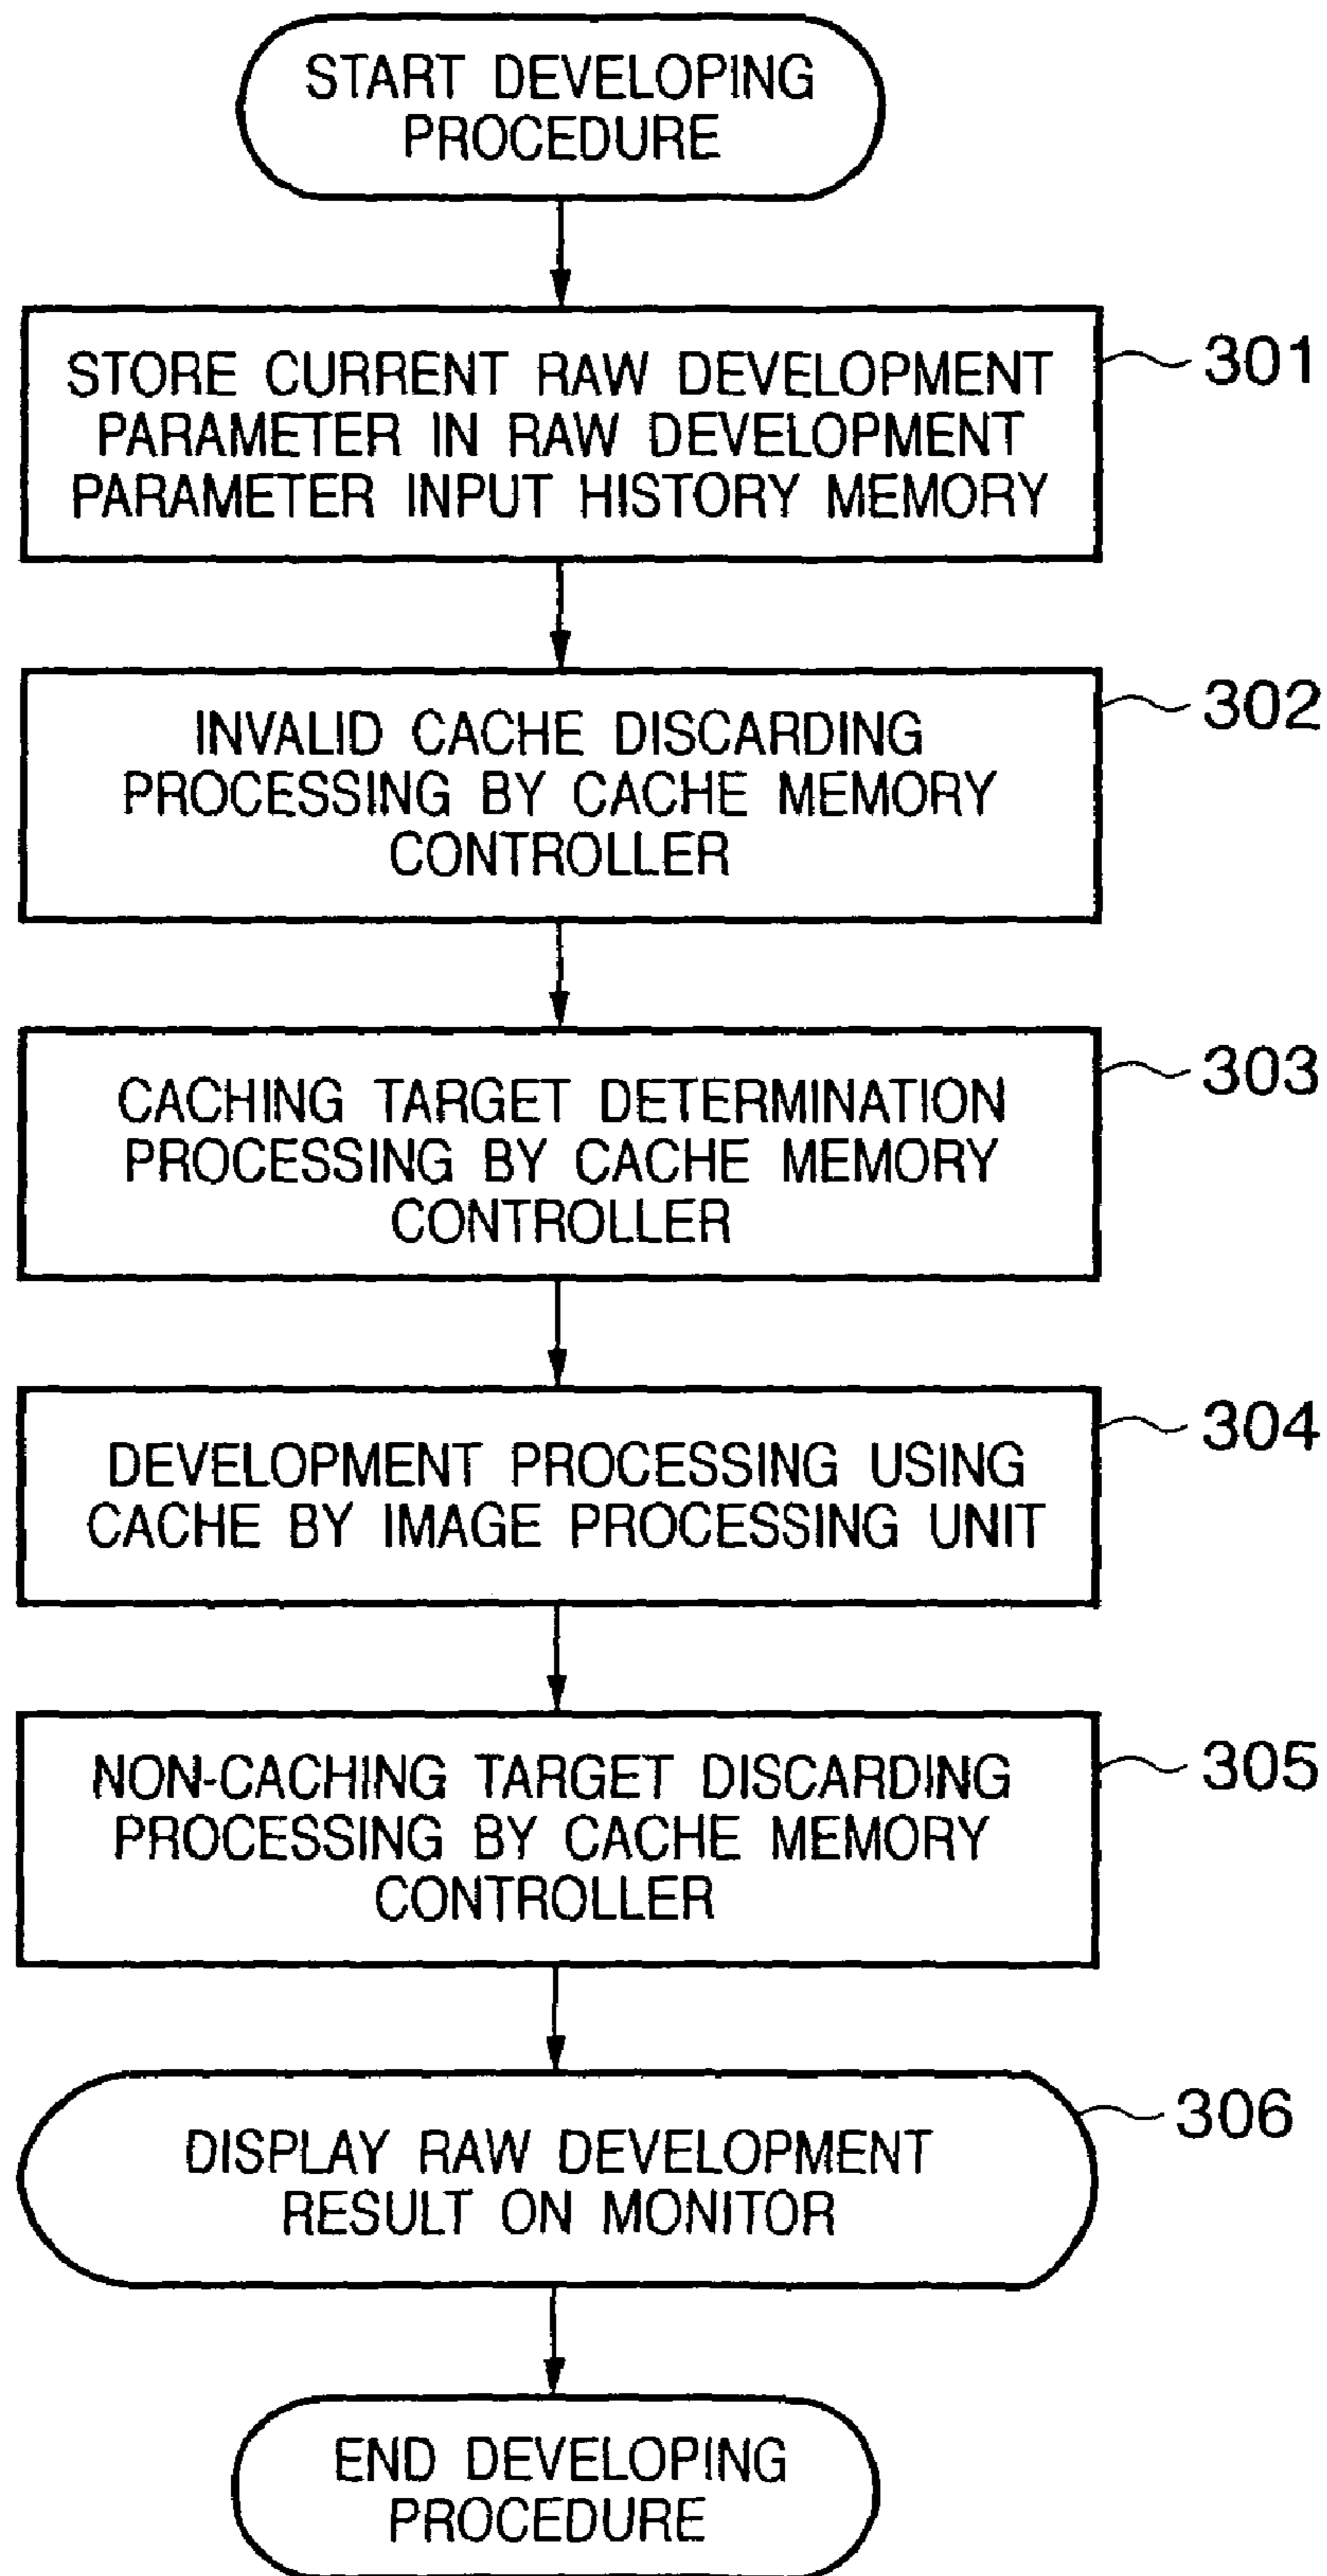 START DEVELOPING
PROCEDURE
STORE CURRENT RAW DEVELOPMENT
PARAMETER IN RAW DEVELOPMENT
PARAMETER INPUT HISTORY MEMORY
301
INVALID CACHE DISCARDING
PROCESSING BY CACHE MEMORY
CONTROLLER
302
CACHING TARGET DETERMINATION
PROCESSING BY CACHE MEMORY
CONTROLLER
303
DEVELOPMENT PROCESSING USING
CACHE BY IMAGE PROCESSING UNIT
304
NON-CACHING TARGET DISCARDING
PROCESSING BY CACHE MEMORY
CONTROLLER
305
DISPLAY RAW DEVELOPMENT
RESULT ON MONITOR
306
END DEVELOPING
PROCEDURE